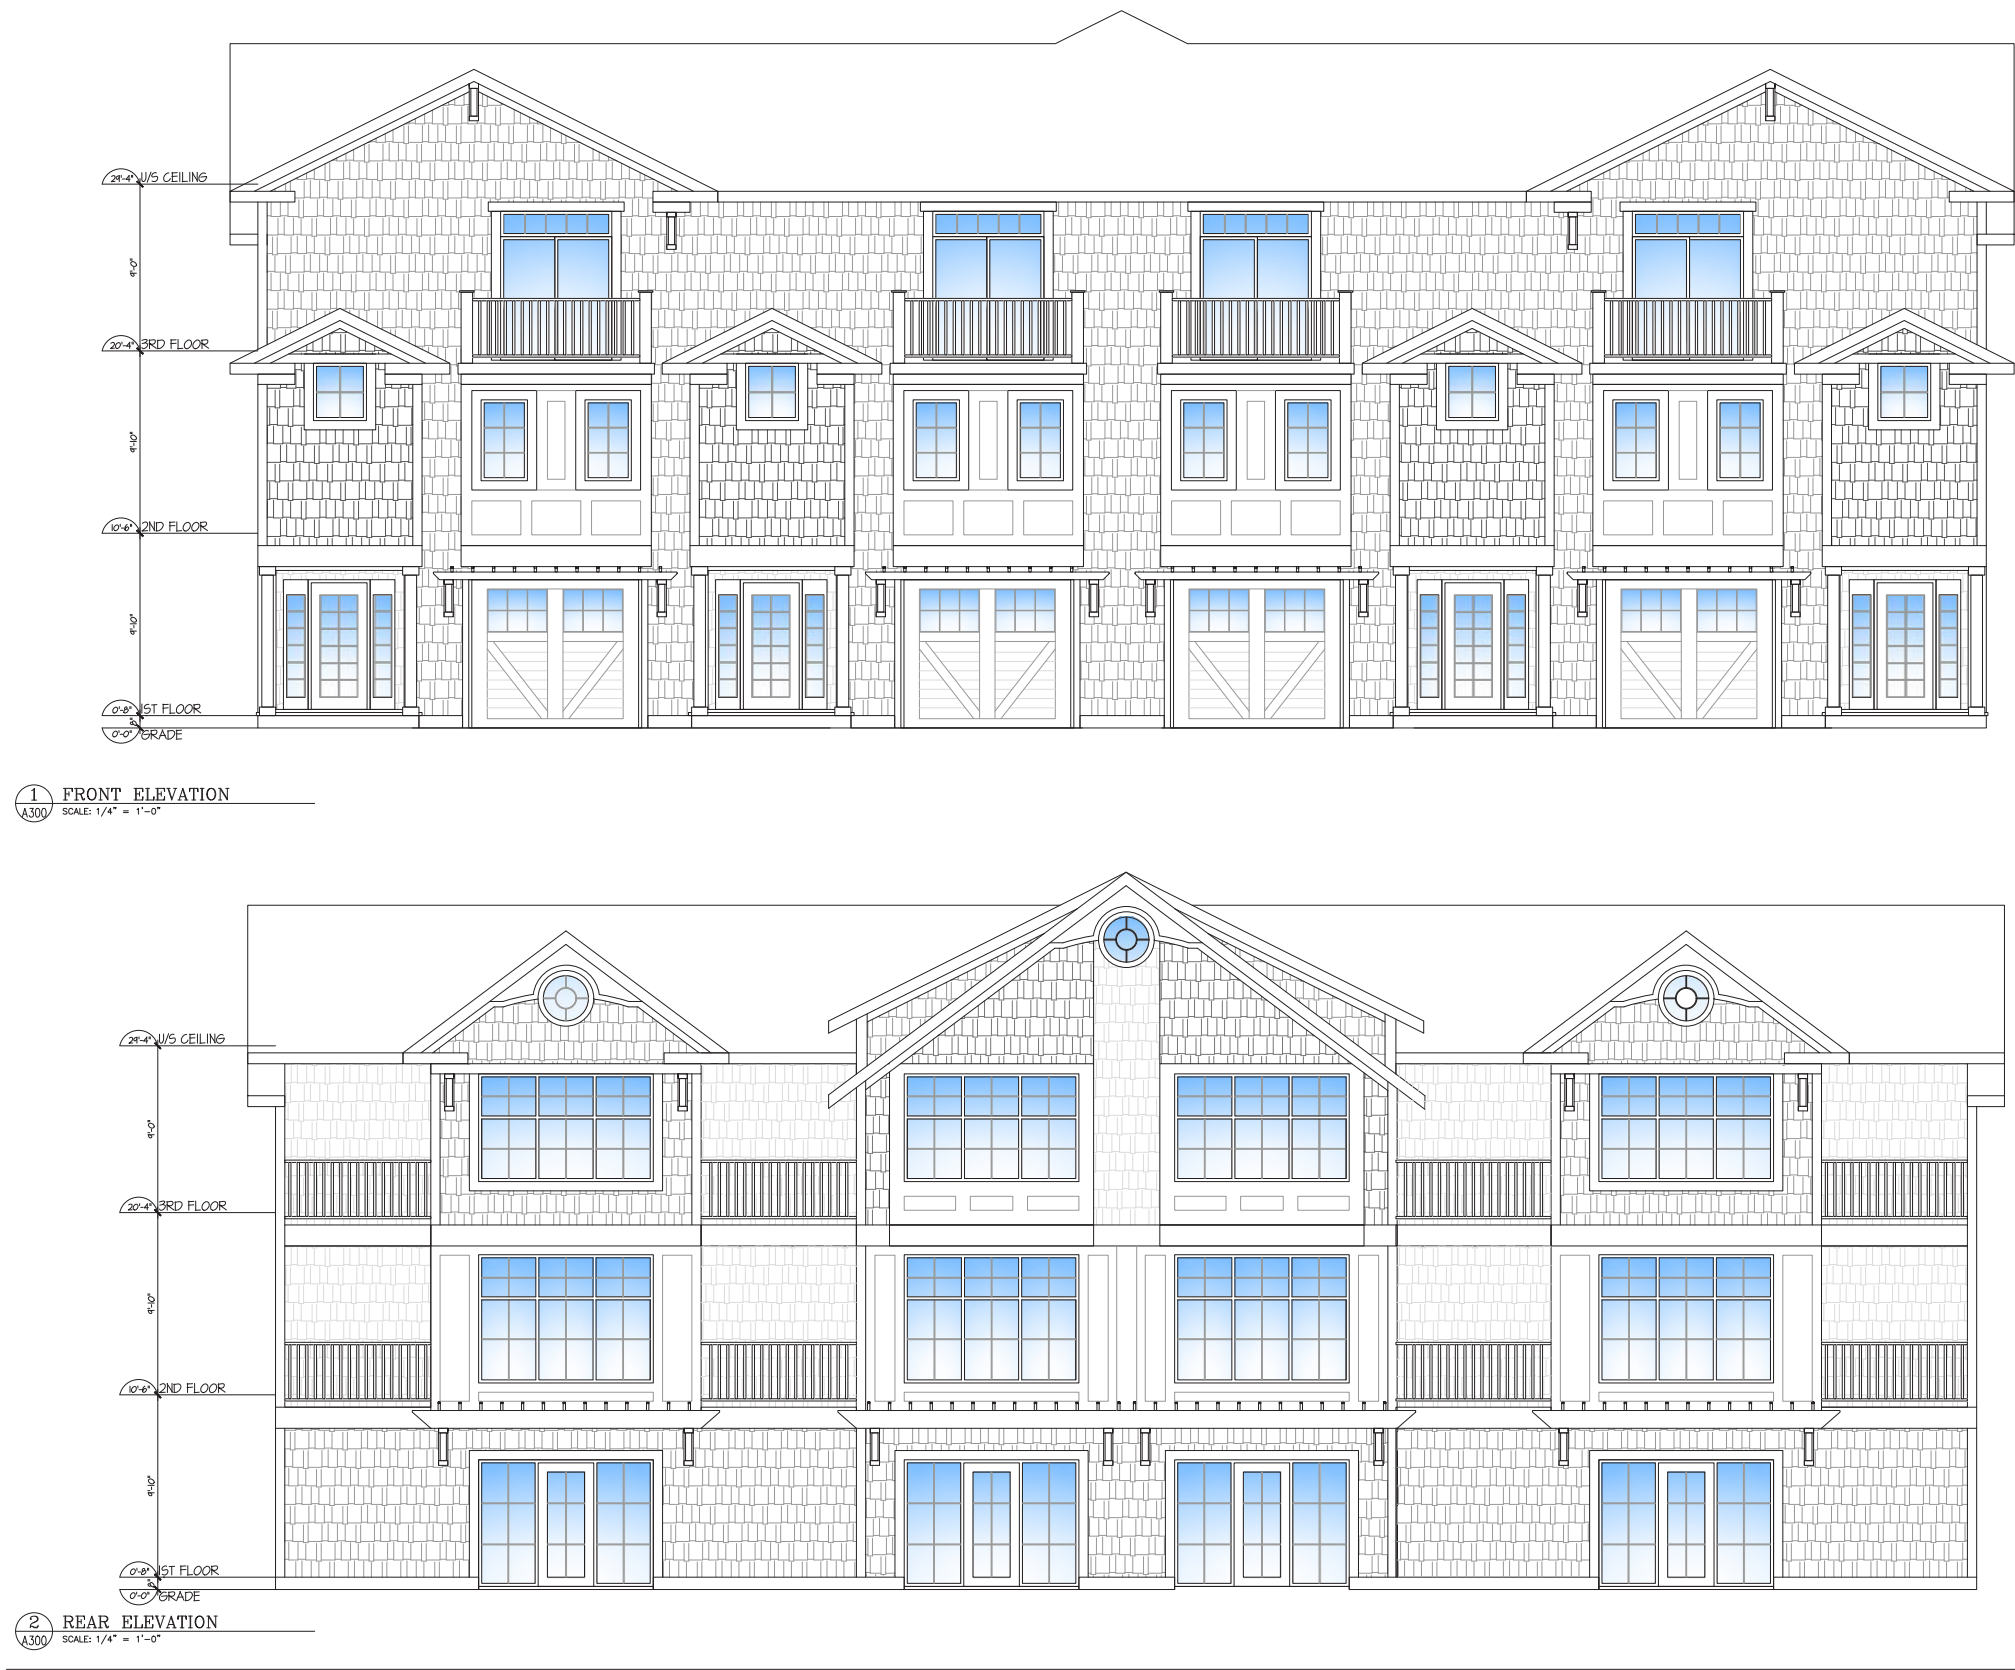 29'-4" U/S CEILING
9'-0"
20'-4" 3RD FLOOR
9'-10"
10'-6" 2ND FLOOR
9'-10"
0'-8" 1ST FLOOR
8"
0'-0" GRADE
1 FRONT ELEVATION
A300 SCALE: 1/4" = 1'-0"
29'-4" U/S CEILING
9'-0"
20'-4" 3RD FLOOR
9'-10"
10'-6" 2ND FLOOR
9'-10"
0'-8" 1ST FLOOR
8"
0'-0" GRADE
2 REAR ELEVATION
A300 SCALE: 1/4" = 1'-0"